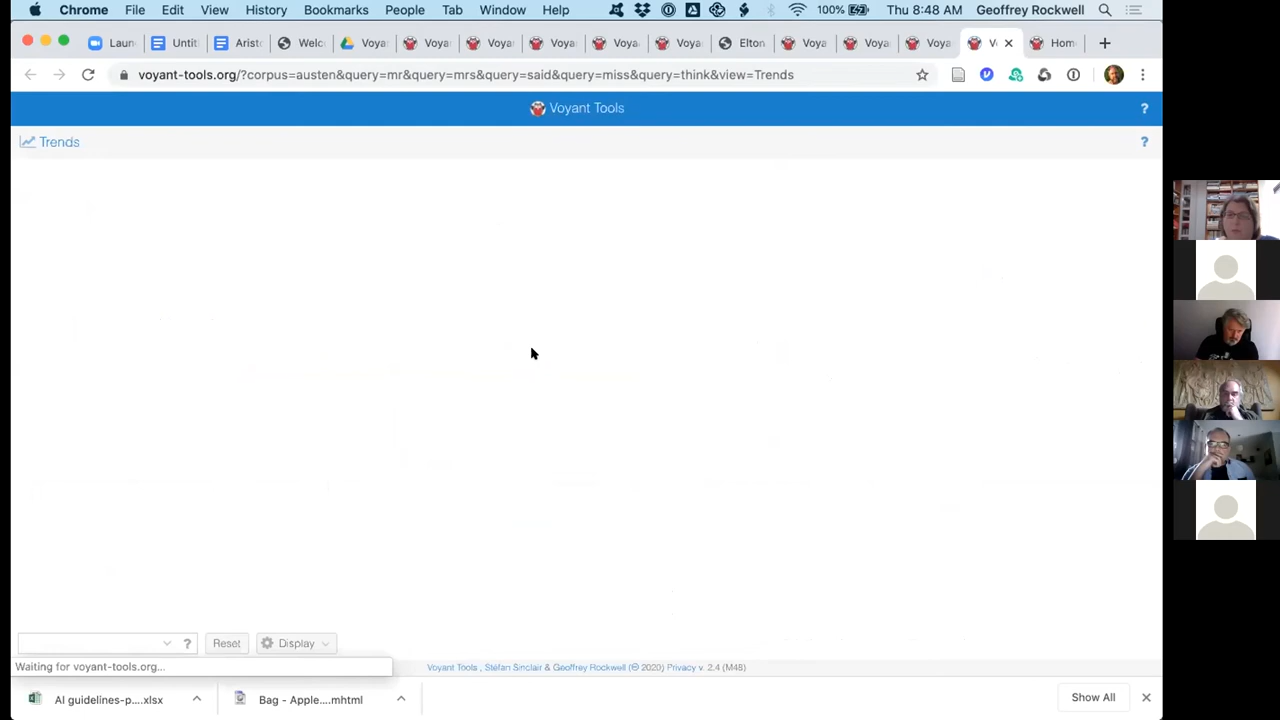 Chrome File Edit View History Bookmarks People Tab Window Help 100% Thu 8:48 AM Geoffrey Rockwell
Laun Untit Aristo Welco Voya Voya Voya Voya Voya Voya Elton Voya Voya Voya Vo Home
voyant-tools.org/?corpus=austen&query=mr&query=mrs&query=said&query=miss&query=think&view=Trends
Voyant Tools ?
Trends ?
? Reset Display
Waiting for voyant-tools.org...
Voyant Tools , Stéfan Sinclair & Geoffrey Rockwell (© 2020) Privacy v. 2.4 (M48)
AI guidelines-p....xlsx Bag - Apple....mhtml Show All